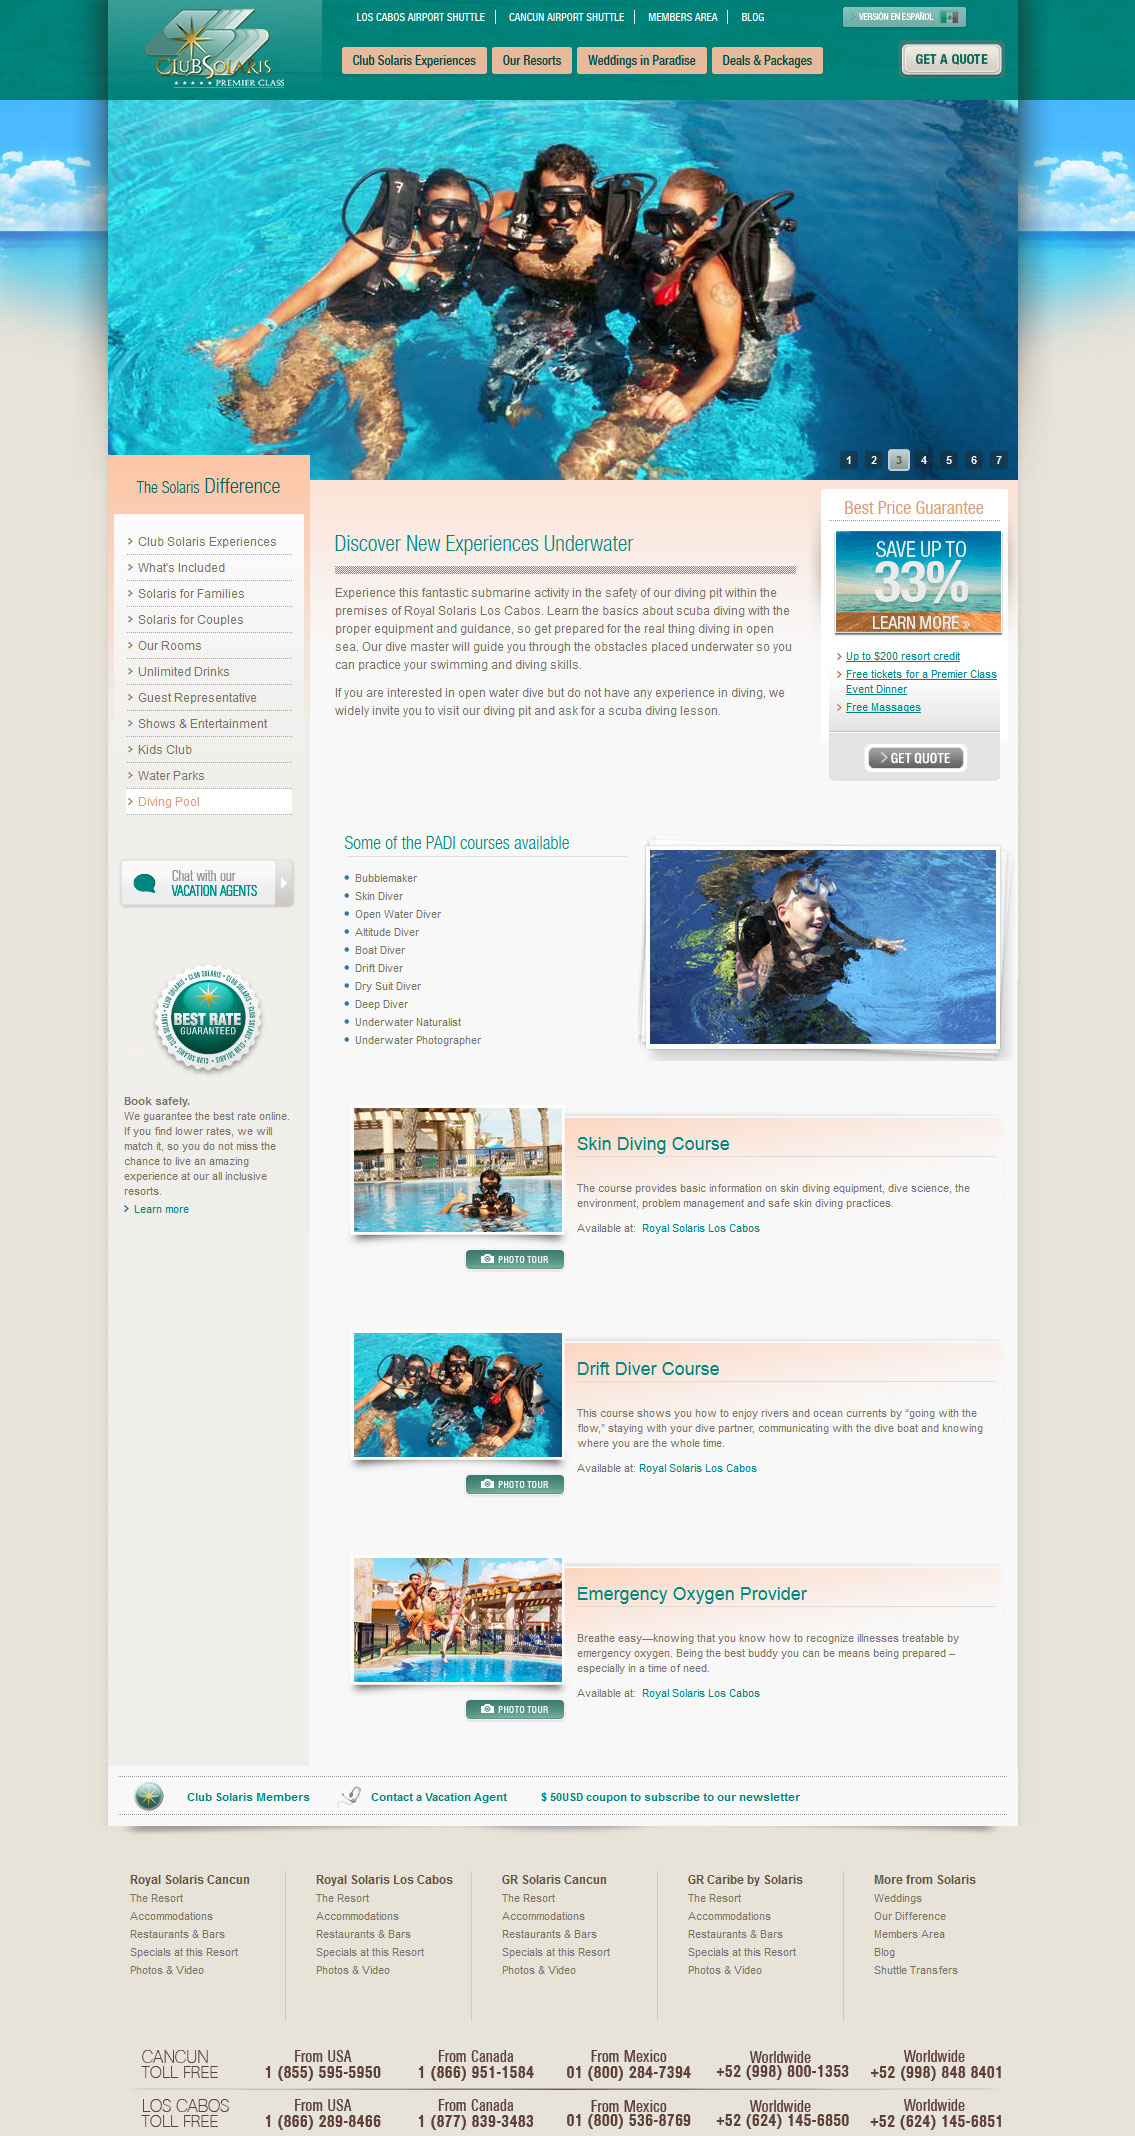 LOS CABOS AIRPORT SHUTTLE
CANCUN AIRPORT SHUTTLE
MEMBERS AREA
BLOG
VERSIÓN EN ESPAÑOL
CLUBSOLARIS
PREMIER CLASS
Club Solaris Experiences
Our Resorts
Weddings in Paradise
Deals & Packages
GET A QUOTE
1 2 3 4 5 6 7
The Solaris Difference
Club Solaris Experiences
What's Included
Solaris for Families
Solaris for Couples
Our Rooms
Unlimited Drinks
Guest Representative
Shows & Entertainment
Kids Club
Water Parks
Diving Pool
Chat with our
VACATION AGENTS
CLUB SOLARIS • CLUB SOLARIS • CLUB SOLARIS • CLUB SOLARIS
BEST RATE
GUARANTEED
Book safely.
We guarantee the best rate online.
If you find lower rates, we will
match it, so you do not miss the
chance to live an amazing
experience at our all inclusive
resorts.
Learn more
Discover New Experiences Underwater
Experience this fantastic submarine activity in the safety of our diving pit within the
premises of Royal Solaris Los Cabos. Learn the basics about scuba diving with the
proper equipment and guidance, so get prepared for the real thing diving in open
sea. Our dive master will guide you through the obstacles placed underwater so you
can practice your swimming and diving skills.
If you are interested in open water dive but do not have any experience in diving, we
widely invite you to visit our diving pit and ask for a scuba diving lesson.
Best Price Guarantee
SAVE UP TO
33%
LEARN MORE »
Up to $200 resort credit
Free tickets for a Premier Class
Event Dinner
Free Massages
GET QUOTE
Some of the PADI courses available
• Bubblemaker
• Skin Diver
• Open Water Diver
• Altitude Diver
• Boat Diver
• Drift Diver
• Dry Suit Diver
• Deep Diver
• Underwater Naturalist
• Underwater Photographer
Skin Diving Course
The course provides basic information on skin diving equipment, dive science, the
environment, problem management and safe skin diving practices.
Available at: Royal Solaris Los Cabos
PHOTO TOUR
Drift Diver Course
This course shows you how to enjoy rivers and ocean currents by “going with the
flow,” staying with your dive partner, communicating with the dive boat and knowing
where you are the whole time.
Available at: Royal Solaris Los Cabos
PHOTO TOUR
Emergency Oxygen Provider
Breathe easy—knowing that you know how to recognize illnesses treatable by
emergency oxygen. Being the best buddy you can be means being prepared –
especially in a time of need.
Available at: Royal Solaris Los Cabos
PHOTO TOUR
Club Solaris Members
Contact a Vacation Agent
$ 50USD coupon to subscribe to our newsletter
Royal Solaris Cancun
The Resort
Accommodations
Restaurants & Bars
Specials at this Resort
Photos & Video
Royal Solaris Los Cabos
The Resort
Accommodations
Restaurants & Bars
Specials at this Resort
Photos & Video
GR Solaris Cancun
The Resort
Accommodations
Restaurants & Bars
Specials at this Resort
Photos & Video
GR Caribe by Solaris
The Resort
Accommodations
Restaurants & Bars
Specials at this Resort
Photos & Video
More from Solaris
Weddings
Our Difference
Members Area
Blog
Shuttle Transfers
CANCUN
TOLL FREE
From USA
1 (855) 595-5950
From Canada
1 (866) 951-1584
From Mexico
01 (800) 284-7394
Worldwide
+52 (998) 800-1353
Worldwide
+52 (998) 848 8401
LOS CABOS
TOLL FREE
From USA
1 (866) 289-8466
From Canada
1 (877) 839-3483
From Mexico
01 (800) 536-8769
Worldwide
+52 (624) 145-6850
Worldwide
+52 (624) 145-6851